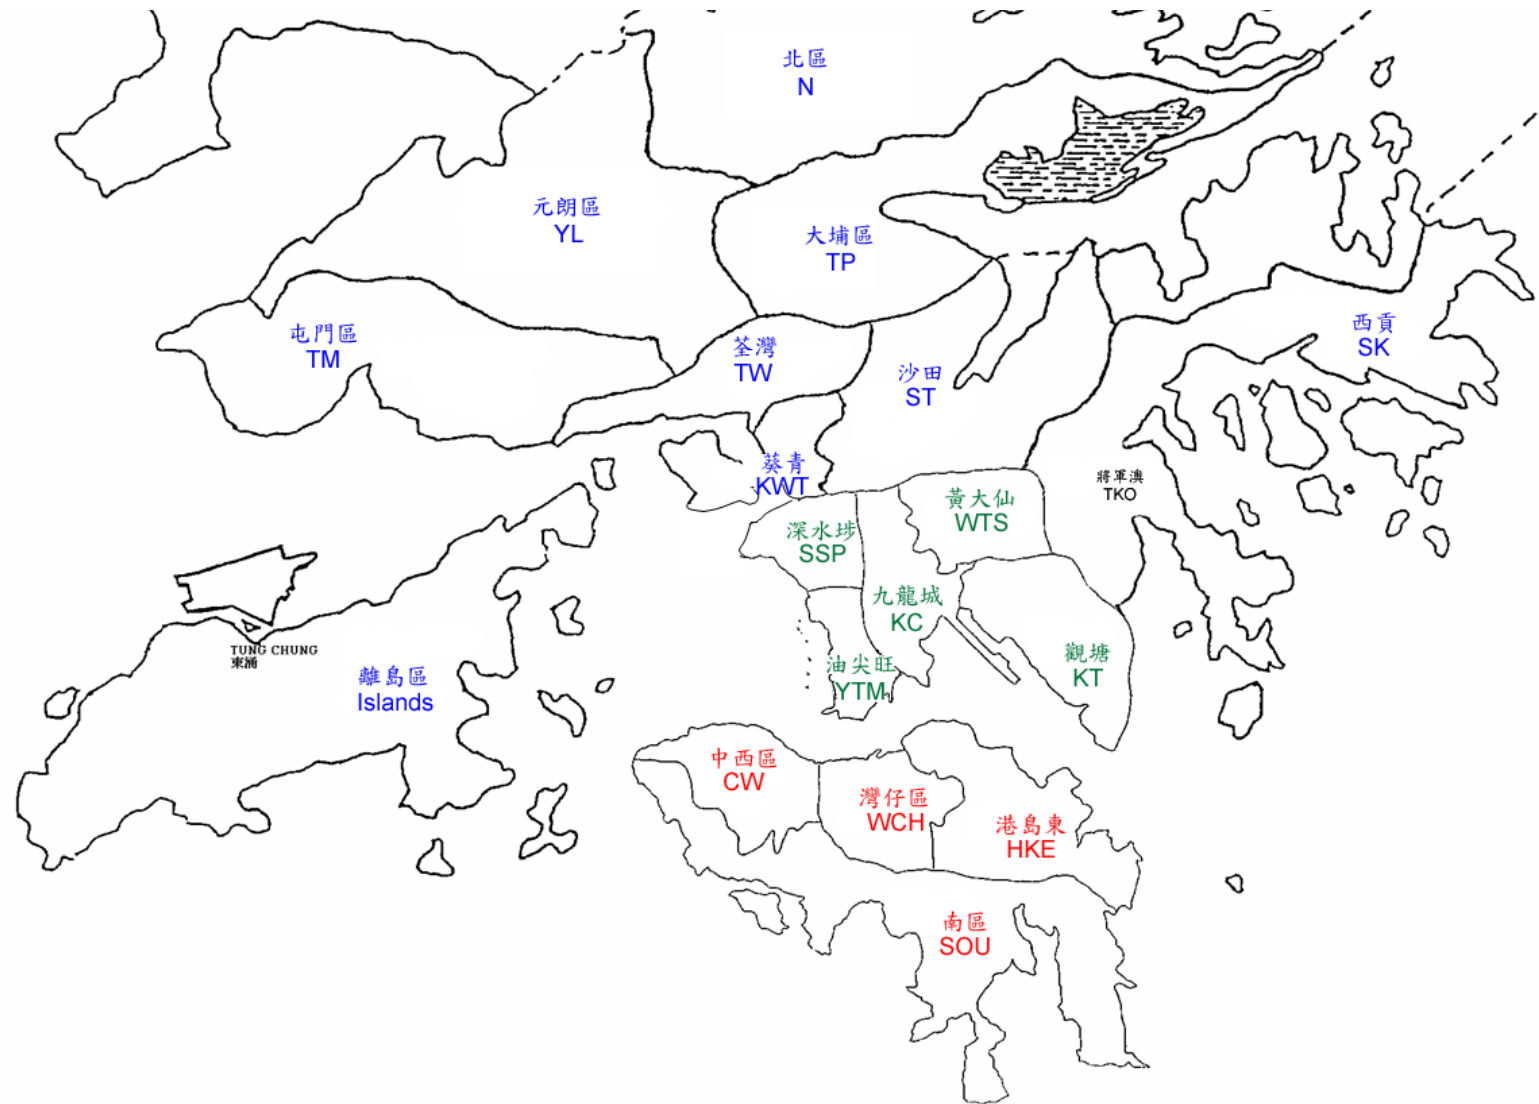 北區
N
元朗區
YL
大埔區
TP
屯門區
TM
荃灣
TW
沙田
ST
西貢
SK
葵青
KWT
將軍澳
TKO
黃大仙
WTS
深水埗
SSP
九龍城
KC
TUNG CHUNG
東涌
離島區
Islands
油尖旺
YTM
觀塘
KT
中西區
CW
灣仔區
WCH
港島東
HKE
南區
SOU